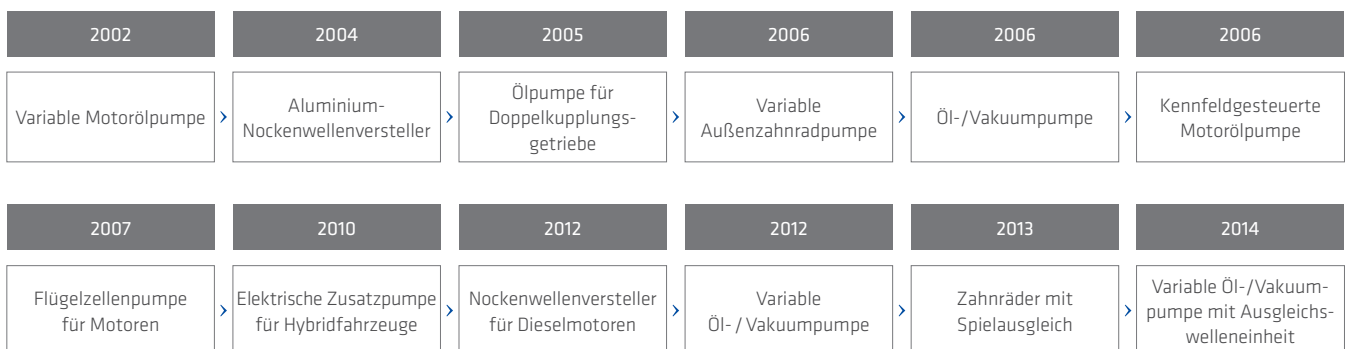 2002
2004
2005
2006
2006
2006
Variable Motorölpumpe
Aluminium-
Nockenwellenversteller
Ölpumpe für
Doppelkupplungs-
getriebe
Variable
Außenzahnradpumpe
Öl-/Vakuumpumpe
Kennfeldgesteuerte
Motorölpumpe
2007
2010
2012
2012
2013
2014
Flügelzellenpumpe
für Motoren
Elektrische Zusatzpumpe
für Hybridfahrzeuge
Nockenwellenversteller
für Dieselmotoren
Variable
Öl- / Vakuumpumpe
Zahnräder mit
Spielausgleich
Variable Öl-/Vakuum-
pumpe mit Ausgleichs-
welleneinheit